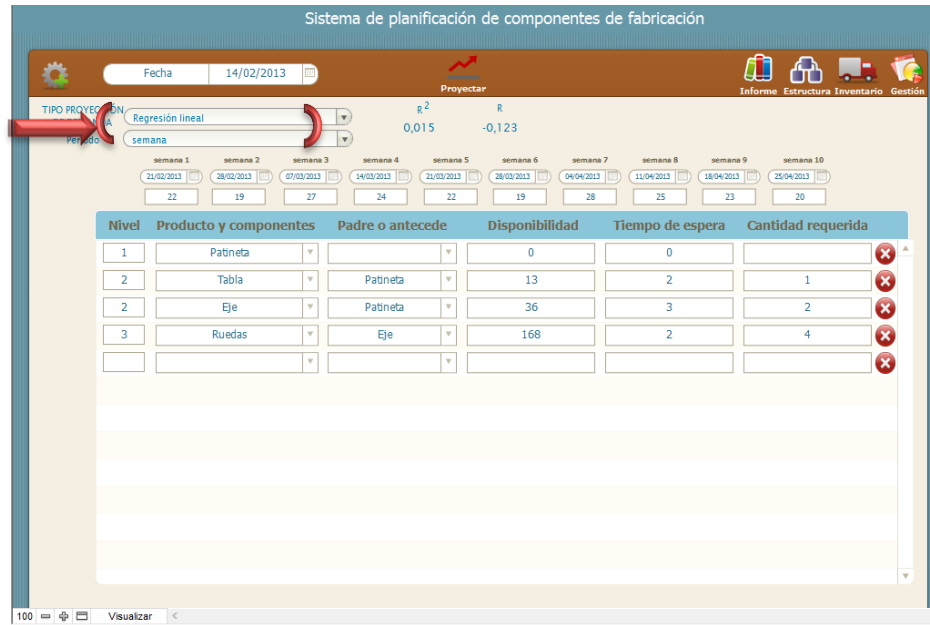 Sistema de planificación de componentes de fabricación
Fecha 14/02/2013
Proyectar
Informe Estructura Inventario Gestión
TIPO PROYECCIÓN
Regresión lineal
R2 R
0,015 -0,123
Periodo semana
semana 1 semana 2 semana 3 semana 4 semana 5 semana 6 semana 7 semana 8 semana 9 semana 10
21/02/2013 28/02/2013 07/03/2013 14/03/2013 21/03/2013 28/03/2013 04/04/2013 11/04/2013 18/04/2013 25/04/2013
22 19 27 24 22 19 28 25 23 20
Nivel Producto y componentes Padre o antecede Disponibilidad Tiempo de espera Cantidad requerida
1 Patineta 0 0
2 Tabla Patineta 13 2 1
2 Eje Patineta 36 3 2
3 Ruedas Eje 168 2 4
100 Visualizar